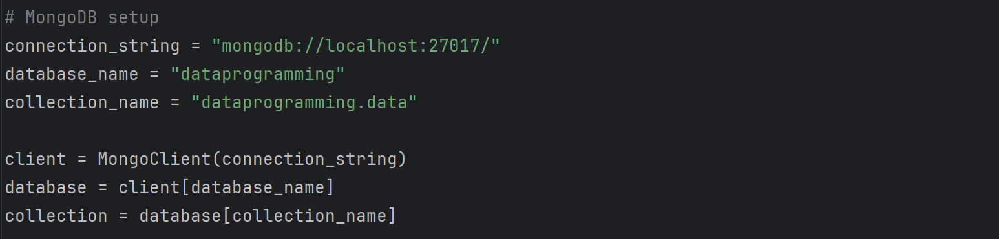 # MongoDB setup
connection_string = "mongodb://localhost:27017/"
database_name = "dataprogramming"
collection_name = "dataprogramming.data"
client = MongoClient(connection_string)
database = client[database_name]
collection = database[collection_name]